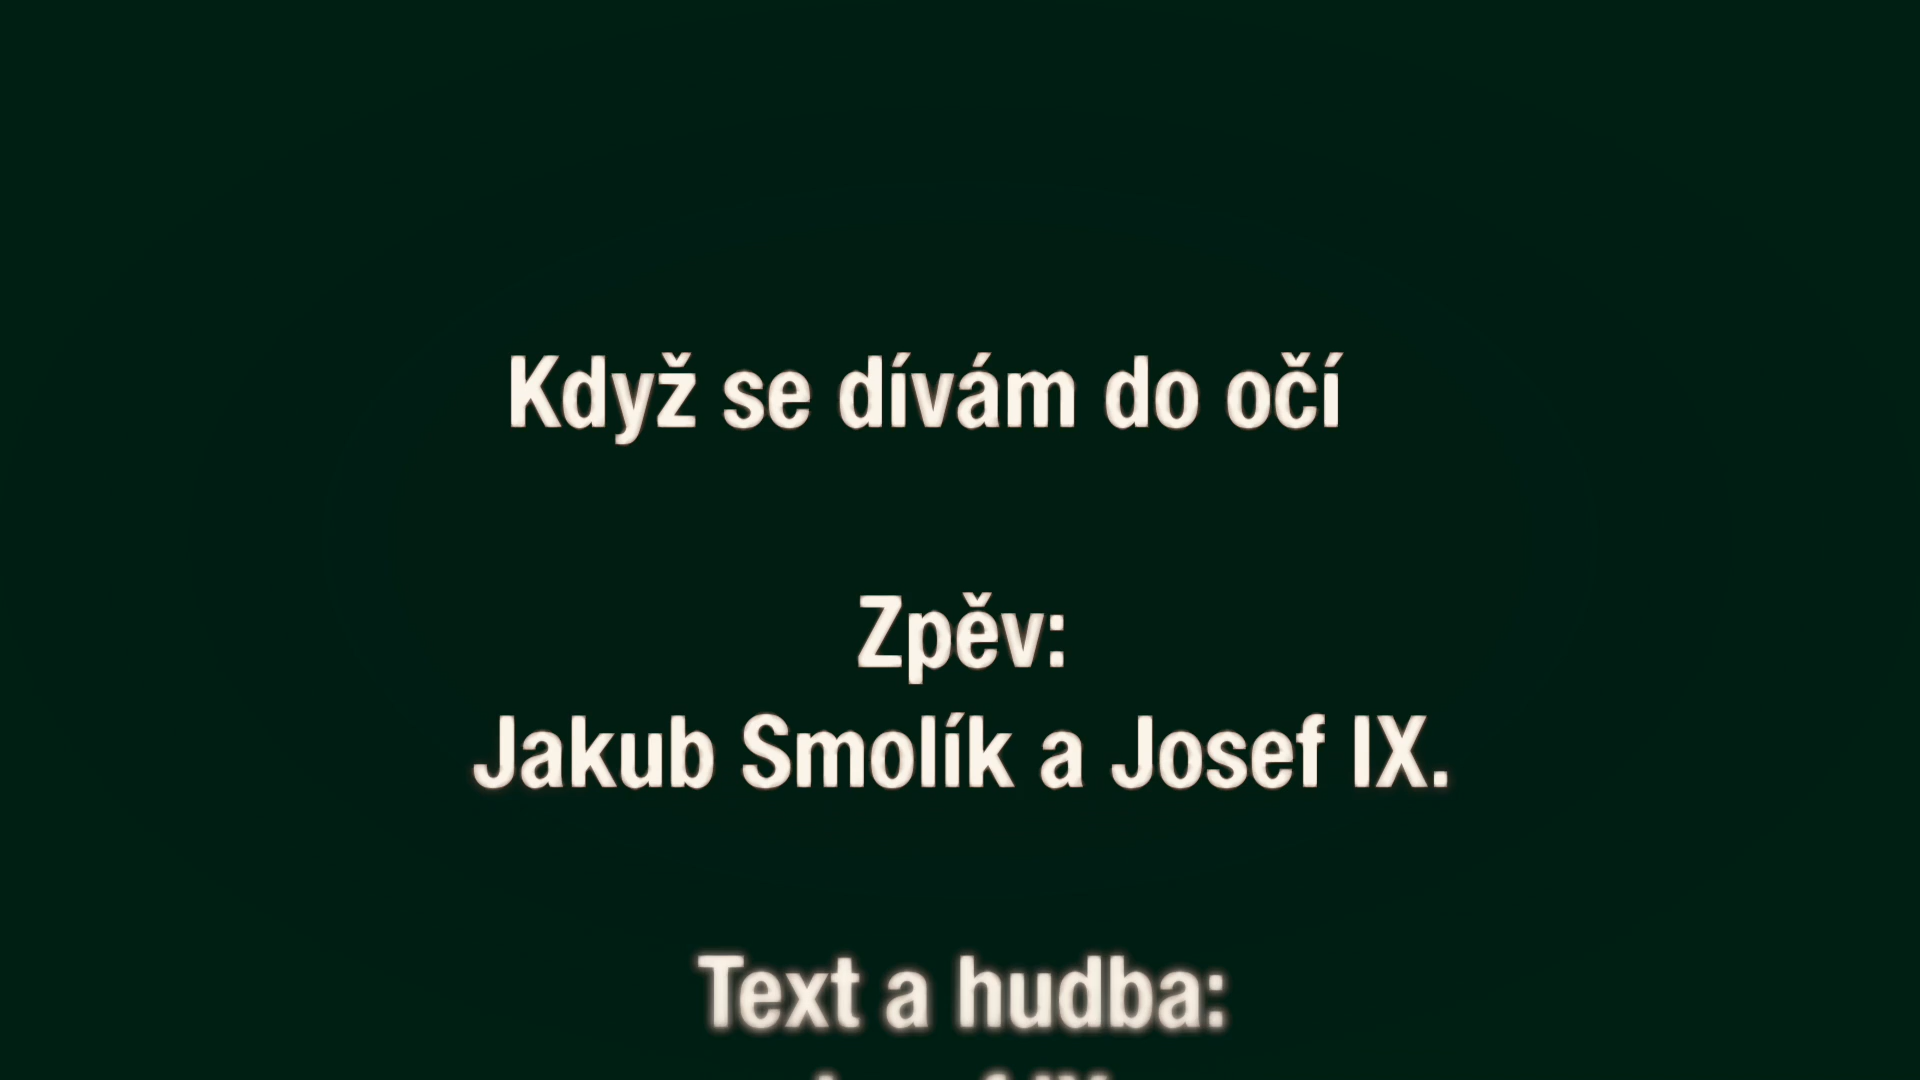 Když se dívám do očí
Zpěv:
Jakub Smolík a Josef IX.
Text a hudba: